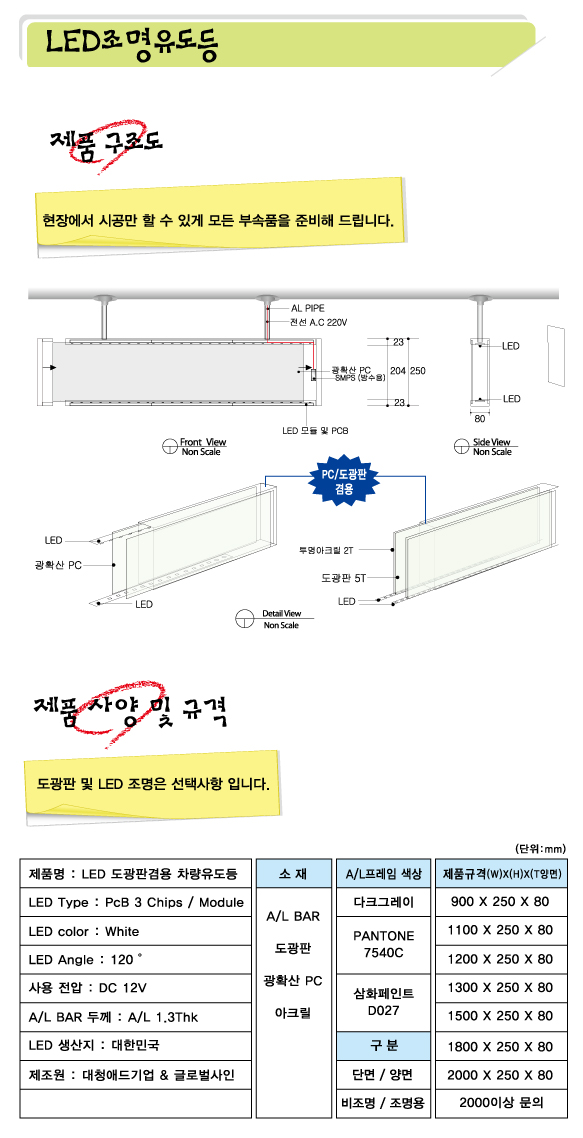 LED조명유도등
제품 구조도
현장에서 시공만 할 수 있게 모든 부속품을 준비해 드립니다.
AL PIPE
전선 A.C 220V
23
광확산 PC
SMPS (방수용)
204
250
23
LED 모듈 및 PCB
LED
LED
80
Front View
Non Scale
Side View
Non Scale
PC/도광판
겸용
LED
광확산 PC
LED
투명아크릴 2T
도광판 5T
LED
Detail View
Non Scale
제품 사양 및 규격
도광판 및 LED 조명은 선택사항 입니다.
(단위:mm)
제품명 : LED 도광판겸용 차량유도등
LED Type : PcB 3 Chips / Module
LED color : White
LED Angle : 120 °
사용 전압 : DC 12V
A/L BAR 두께 : A/L 1.3Thk
LED 생산지 : 대한민국
제조원 : 대청애드기업 & 글로벌사인
소 재
A/L BAR
도광판
광확산 PC
아크릴
A/L프레임 색상
다크그레이
PANTONE
7540C
삼화페인트
D027
구 분
단면 / 양면
비조명 / 조명용
제품규격(W)X(H)X(T양면)
900 X 250 X 80
1100 X 250 X 80
1200 X 250 X 80
1300 X 250 X 80
1500 X 250 X 80
1800 X 250 X 80
2000 X 250 X 80
2000이상 문의